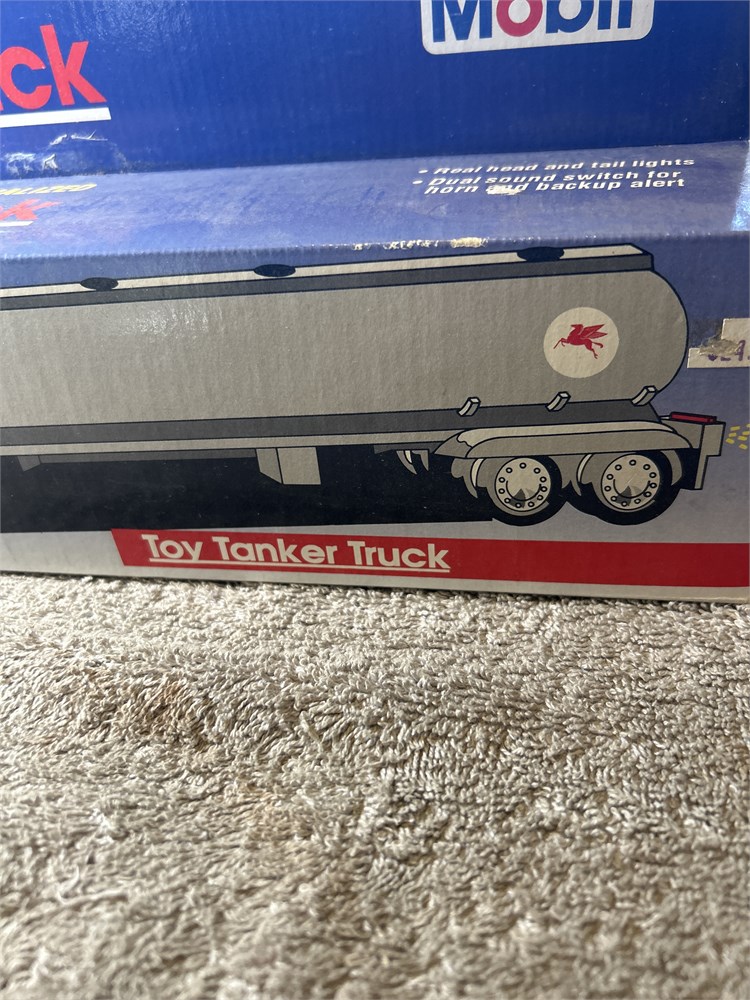 Mobil
ck
• Real head and tail lights
• Dual sound switch for
horn and backup alert
Toy Tanker Truck